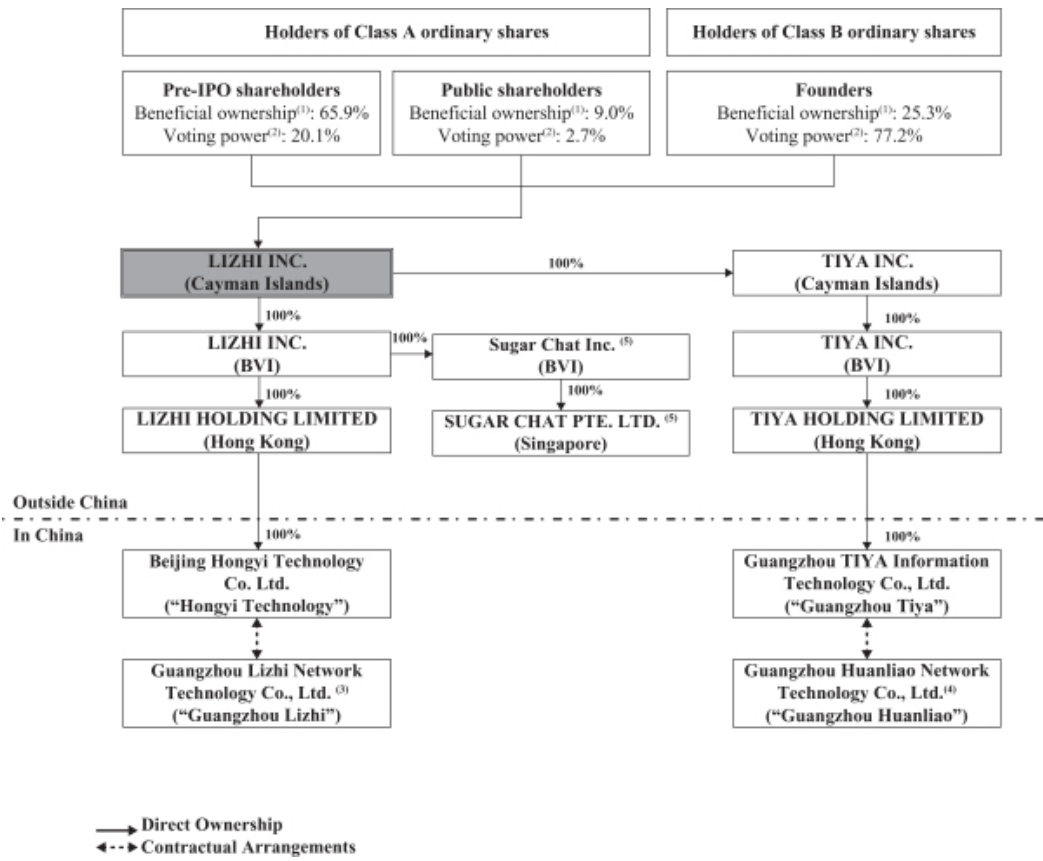 Holders of Class A ordinary shares
Holders of Class B ordinary shares
Pre-IPO shareholders
Beneficial ownership(1): 65.9%
Voting power(2): 20.1%
Public shareholders
Beneficial ownership(1): 9.0%
Voting power(2): 2.7%
Founders
Beneficial ownership(1): 25.3%
Voting power(2): 77.2%
LIZHI INC.
(Cayman Islands)
100%
TIYA INC.
(Cayman Islands)
100%
100%
LIZHI INC.
(BVI)
100%
Sugar Chat Inc. (5)
(BVI)
TIYA INC.
(BVI)
100%
100%
100%
LIZHI HOLDING LIMITED
(Hong Kong)
SUGAR CHAT PTE. LTD. (5)
(Singapore)
TIYA HOLDING LIMITED
(Hong Kong)
Outside China
In China
100%
100%
Beijing Hongyi Technology
Co. Ltd.
(“Hongyi Technology”)
Guangzhou TIYA Information
Technology Co., Ltd.
(“Guangzhou Tiya”)
Guangzhou Lizhi Network
Technology Co., Ltd. (3)
(“Guangzhou Lizhi”)
Guangzhou Huanliao Network
Technology Co., Ltd.(4)
(“Guangzhou Huanliao”)
Direct Ownership
Contractual Arrangements